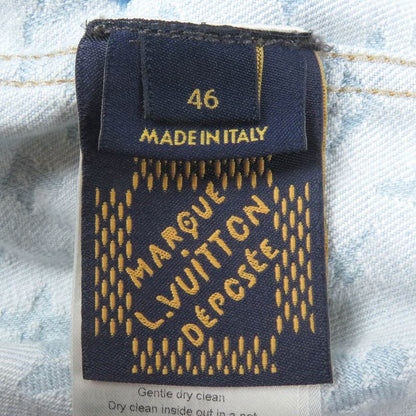 46
MADE IN ITALY
MARQUE
L.VUITTON
DÉPOSÉE
Gentle dry clean
Dry clean inside out in a net